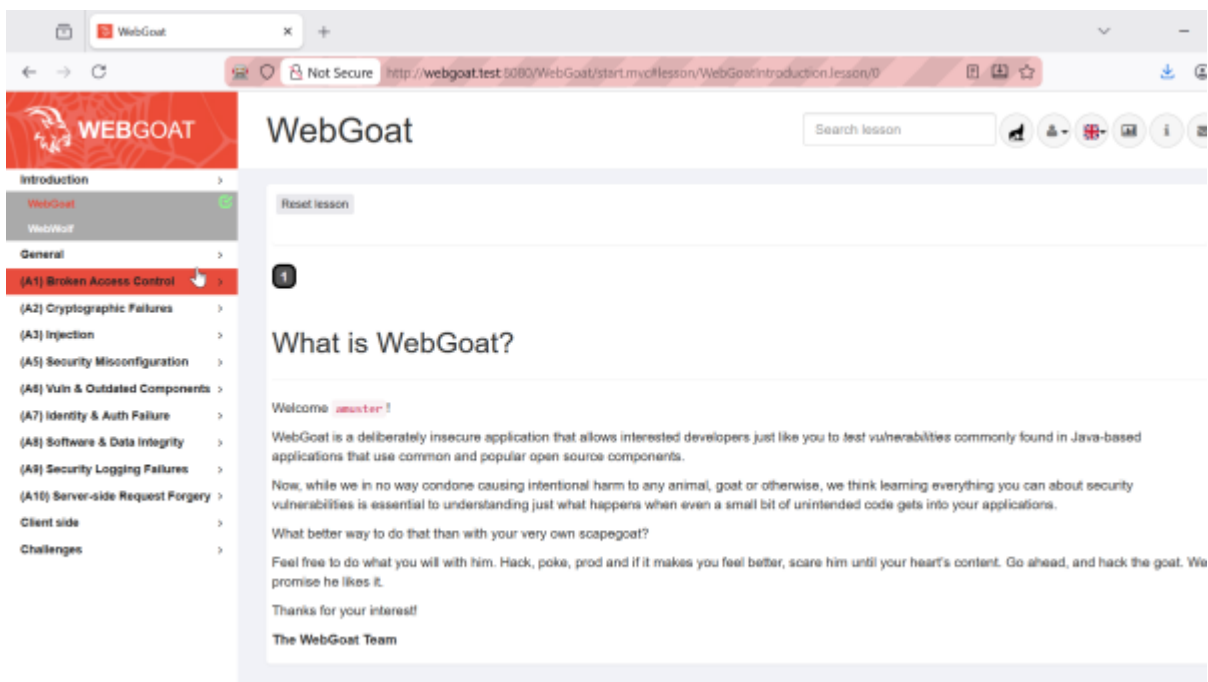 WebGoat
Not Secure http://webgoat.test:8080/WebGoat/start.mvc#lesson/WebGoatIntroduction.lesson/0
WEBGOAT
WebGoat
Search lesson
Introduction
WebGoat
WebWolf
General
(A1) Broken Access Control
(A2) Cryptographic Failures
(A3) Injection
(A5) Security Misconfiguration
(A6) Vuln & Outdated Components
(A7) Identity & Auth Failure
(A8) Software & Data Integrity
(A9) Security Logging Failures
(A10) Server-side Request Forgery
Client side
Challenges
Reset lesson
1
What is WebGoat?
Welcome amuster!
WebGoat is a deliberately insecure application that allows interested developers just like you to test vulnerabilities commonly found in Java-based
applications that use common and popular open source components.
Now, while we in no way condone causing intentional harm to any animal, goat or otherwise, we think learning everything you can about security
vulnerabilities is essential to understanding just what happens when even a small bit of unintended code gets into your applications.
What better way to do that than with your very own scapegoat?
Feel free to do what you will with him. Hack, poke, prod and if it makes you feel better, scare him until your heart's content. Go ahead, and hack the goat. We
promise he likes it.
Thanks for your interest!
The WebGoat Team